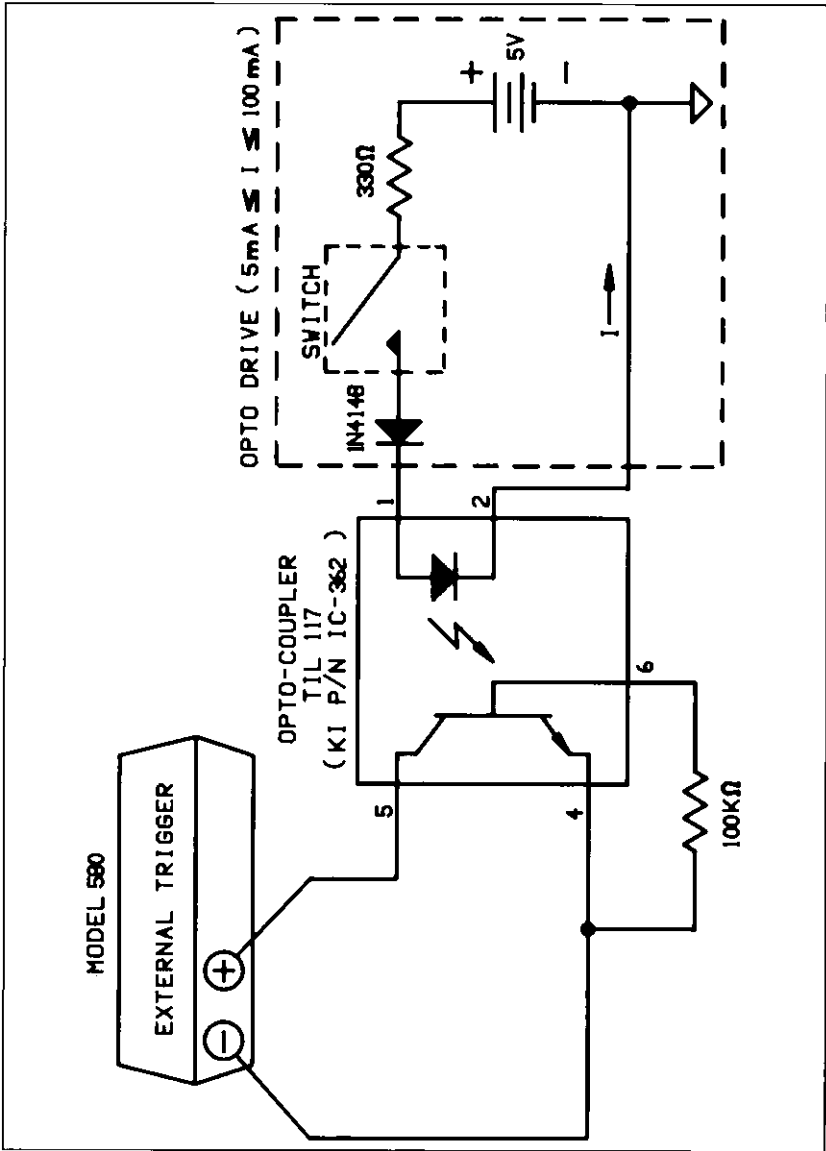 MODEL 580
EXTERNAL TRIGGER
+
−
OPTO-COUPLER
TIL 117
(KI P/N IC-362 )
5
4
6
1
2
100KΩ
OPTO DRIVE (5mA ≤ I ≤ 100mA)
1N4148
SWITCH
330Ω
+
5V
−
I